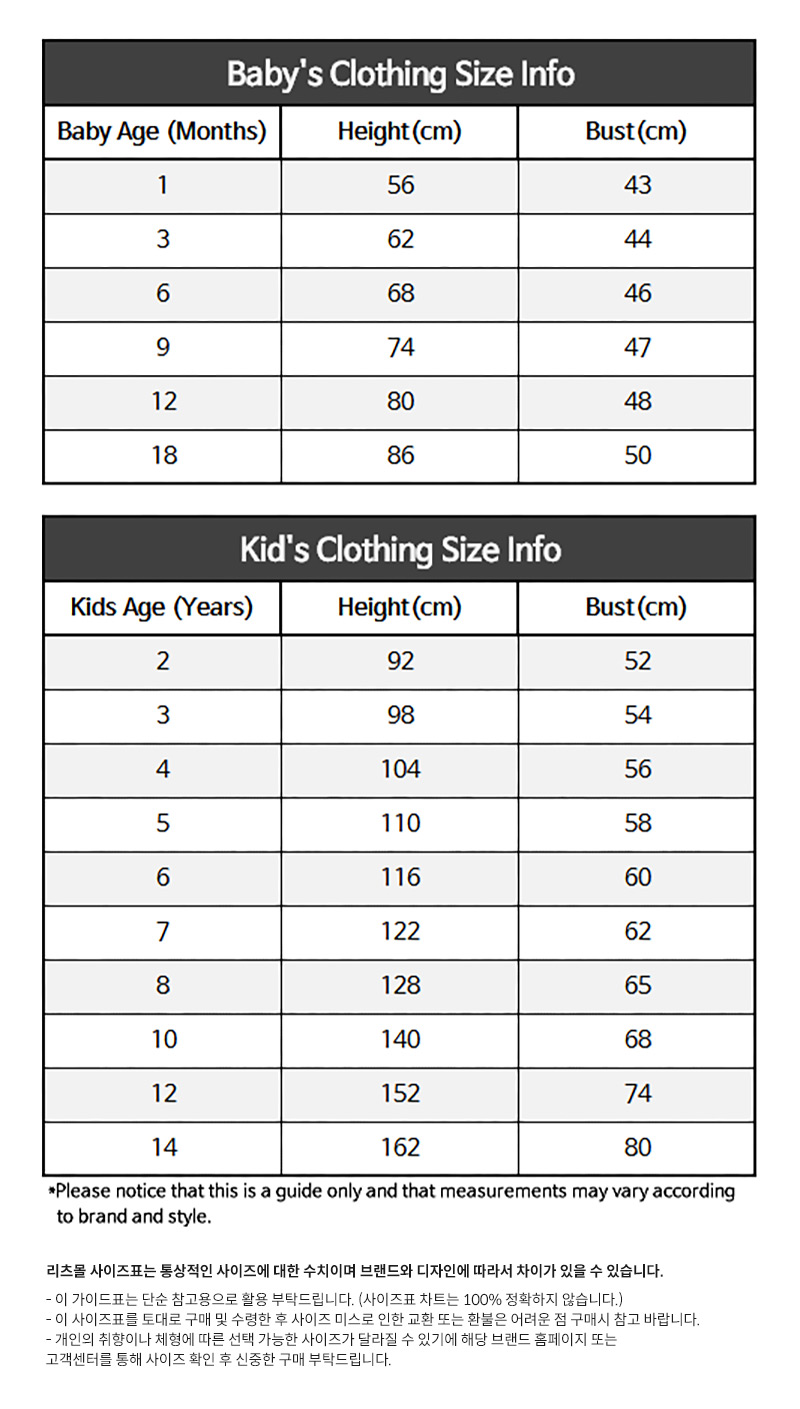 Baby's Clothing Size Info
Baby Age (Months) Height(cm) Bust(cm)
1 56 43
3 62 44
6 68 46
9 74 47
12 80 48
18 86 50
Kid's Clothing Size Info
Kids Age (Years) Height(cm) Bust(cm)
2 92 52
3 98 54
4 104 56
5 110 58
6 116 60
7 122 62
8 128 65
10 140 68
12 152 74
14 162 80
*Please notice that this is a guide only and that measurements may vary according
to brand and style.
리츠몰 사이즈표는 통상적인 사이즈에 대한 수치이며 브랜드와 디자인에 따라서 차이가 있을 수 있습니다.
- 이 가이드표는 단순 참고용으로 활용 부탁드립니다. (사이즈표 차트는 100% 정확하지 않습니다.)
- 이 사이즈표를 토대로 구매 및 수령한 후 사이즈 미스로 인한 교환 또는 환불은 어려운 점 구매시 참고 바랍니다.
- 개인의 취향이나 체형에 따른 선택 가능한 사이즈가 달라질 수 있기에 해당 브랜드 홈페이지 또는
고객센터를 통해 사이즈 확인 후 신중한 구매 부탁드립니다.